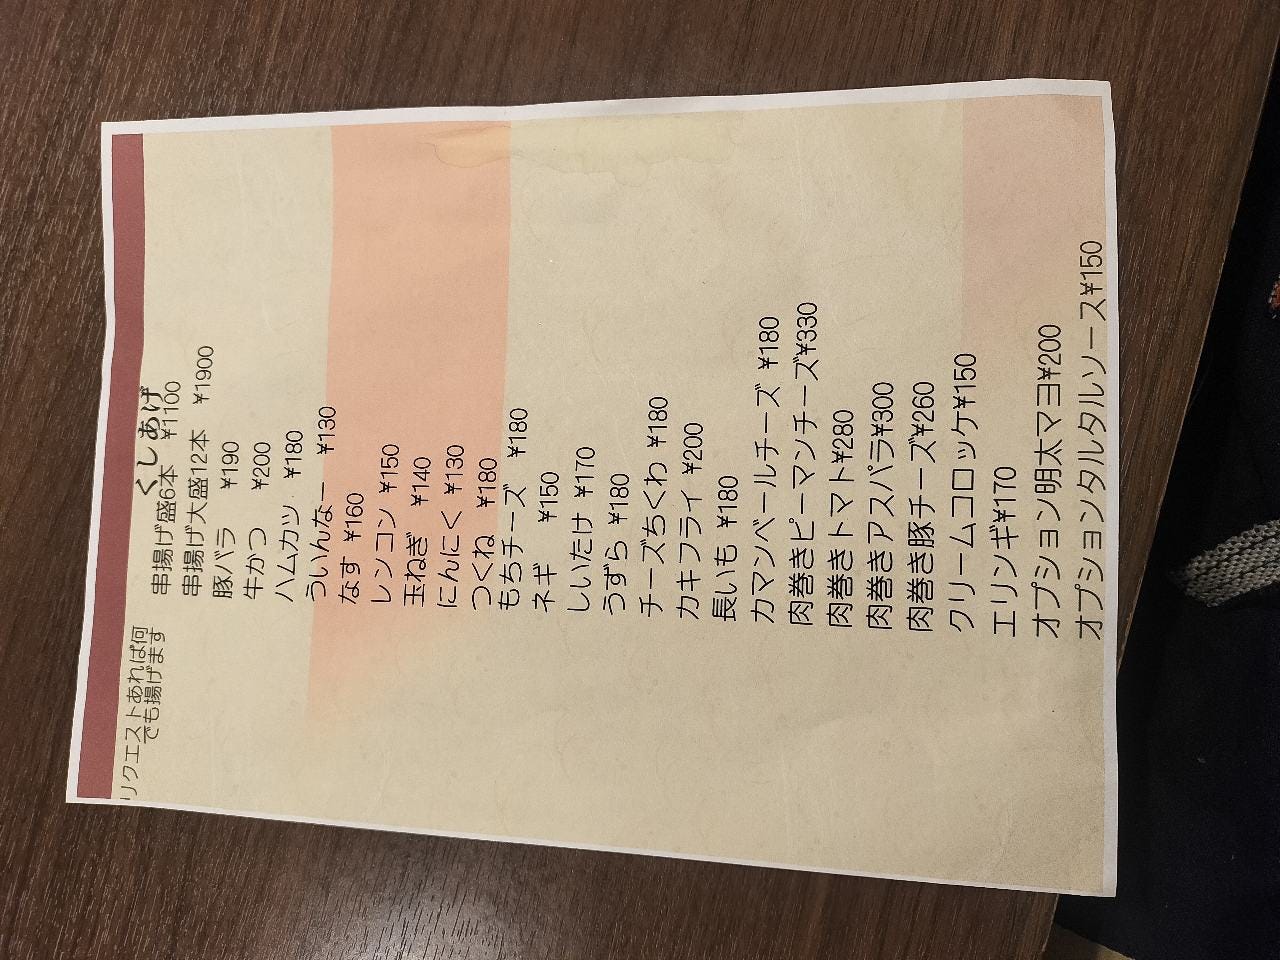 くしあげ
リクエストあれば何
でも揚げます
串揚げ盛6本 ¥1100
串揚げ大盛12本 ¥1900
豚バラ ¥190
牛かつ ¥200
ハムカツ ¥180
ういんなー ¥130
なす ¥160
レンコン ¥150
玉ねぎ ¥140
にんにく ¥130
つくね ¥180
もちチーズ ¥180
ネギ ¥150
しいたけ ¥170
うずら ¥180
チーズちくわ ¥180
カキフライ ¥200
長いも ¥180
カマンベールチーズ ¥180
肉巻きピーマンチーズ¥330
肉巻きトマト¥280
肉巻きアスパラ¥300
肉巻き豚チーズ¥260
クリームコロッケ¥150
エリンギ¥170
オプション明太マヨ¥200
オプションタルタルソース¥150